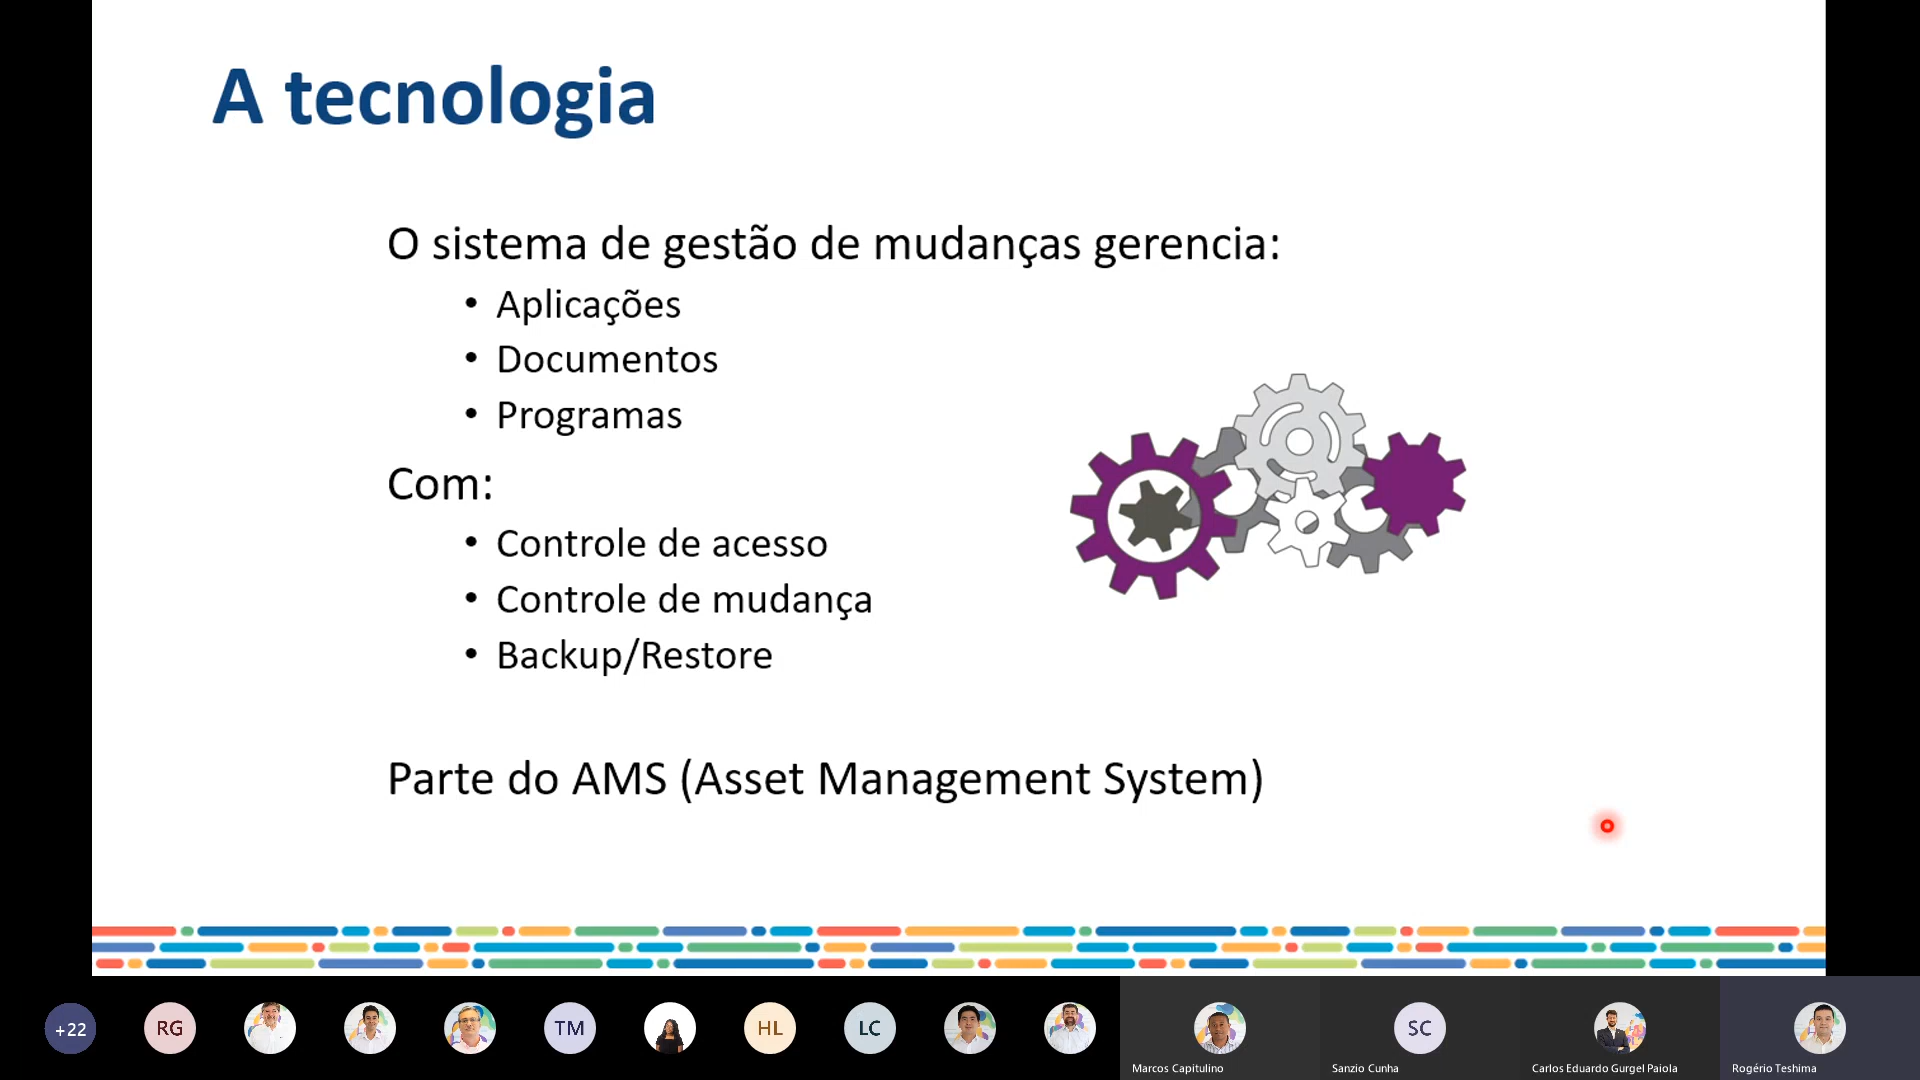 A tecnologia
O sistema de gestão de mudanças gerencia:
• Aplicações
• Documentos
• Programas
Com:
• Controle de acesso
• Controle de mudança
• Backup/Restore
Parte do AMS (Asset Management System)
+22
RG
TM
HL
LC
SC
Marcos Capitulino
Sanzio Cunha
Carlos Eduardo Gurgel Paiola
Rogério Teshima